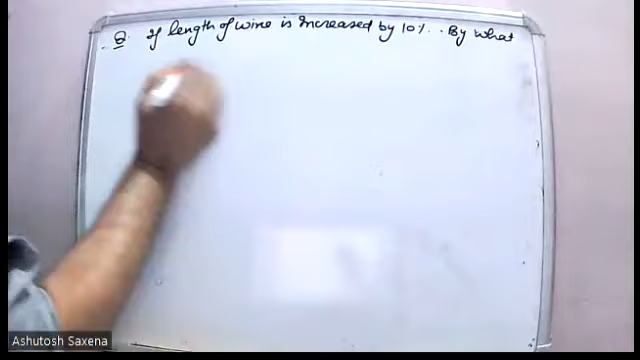 Q. If length of wire is increased by 10%. . By what
Ashutosh Saxena